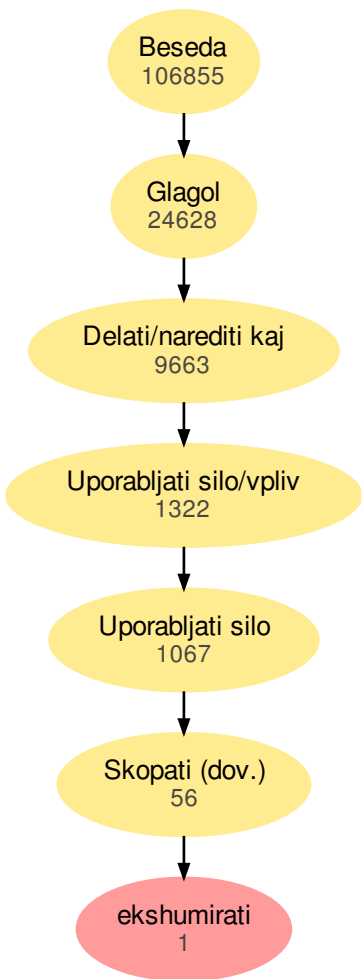 Beseda
106855
Glagol
24628
Delati/narediti kaj
9663
Uporabljati silo/vpliv
1322
Uporabljati silo
1067
Skopati (dov.)
56
ekshumirati
1